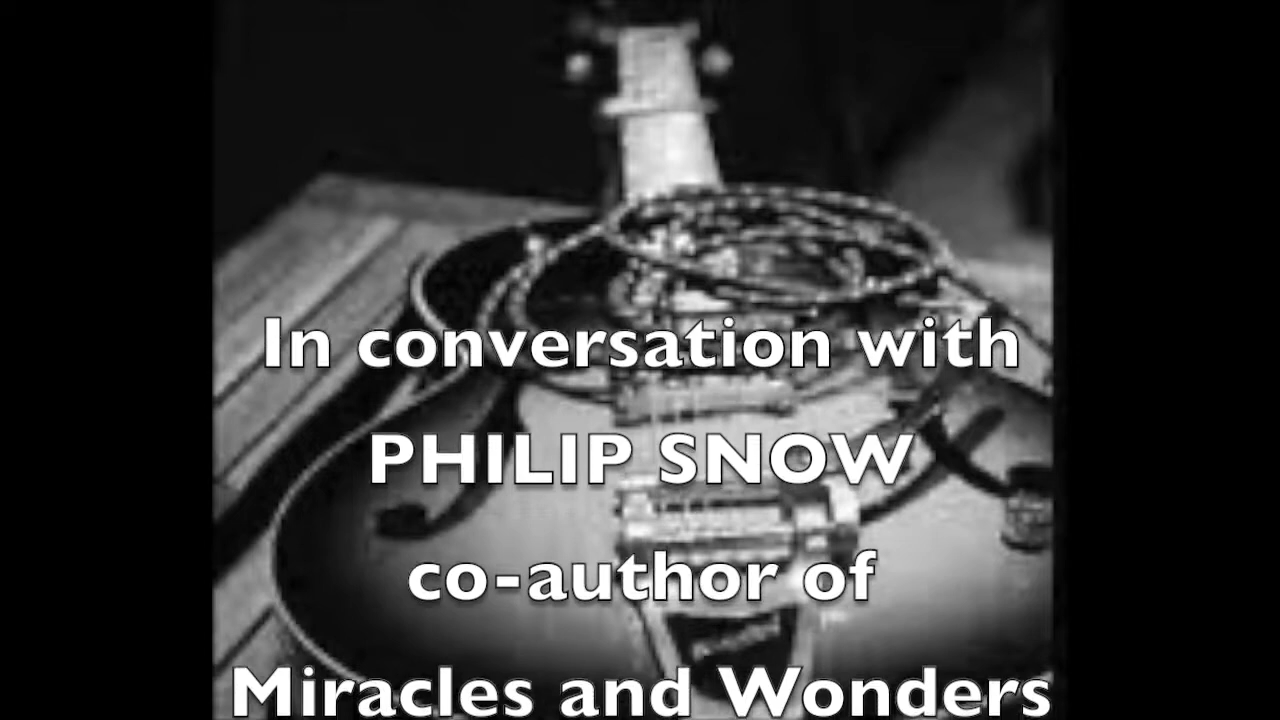 In conversation with
PHILIP SNOW
co-author of
Miracles and Wonders